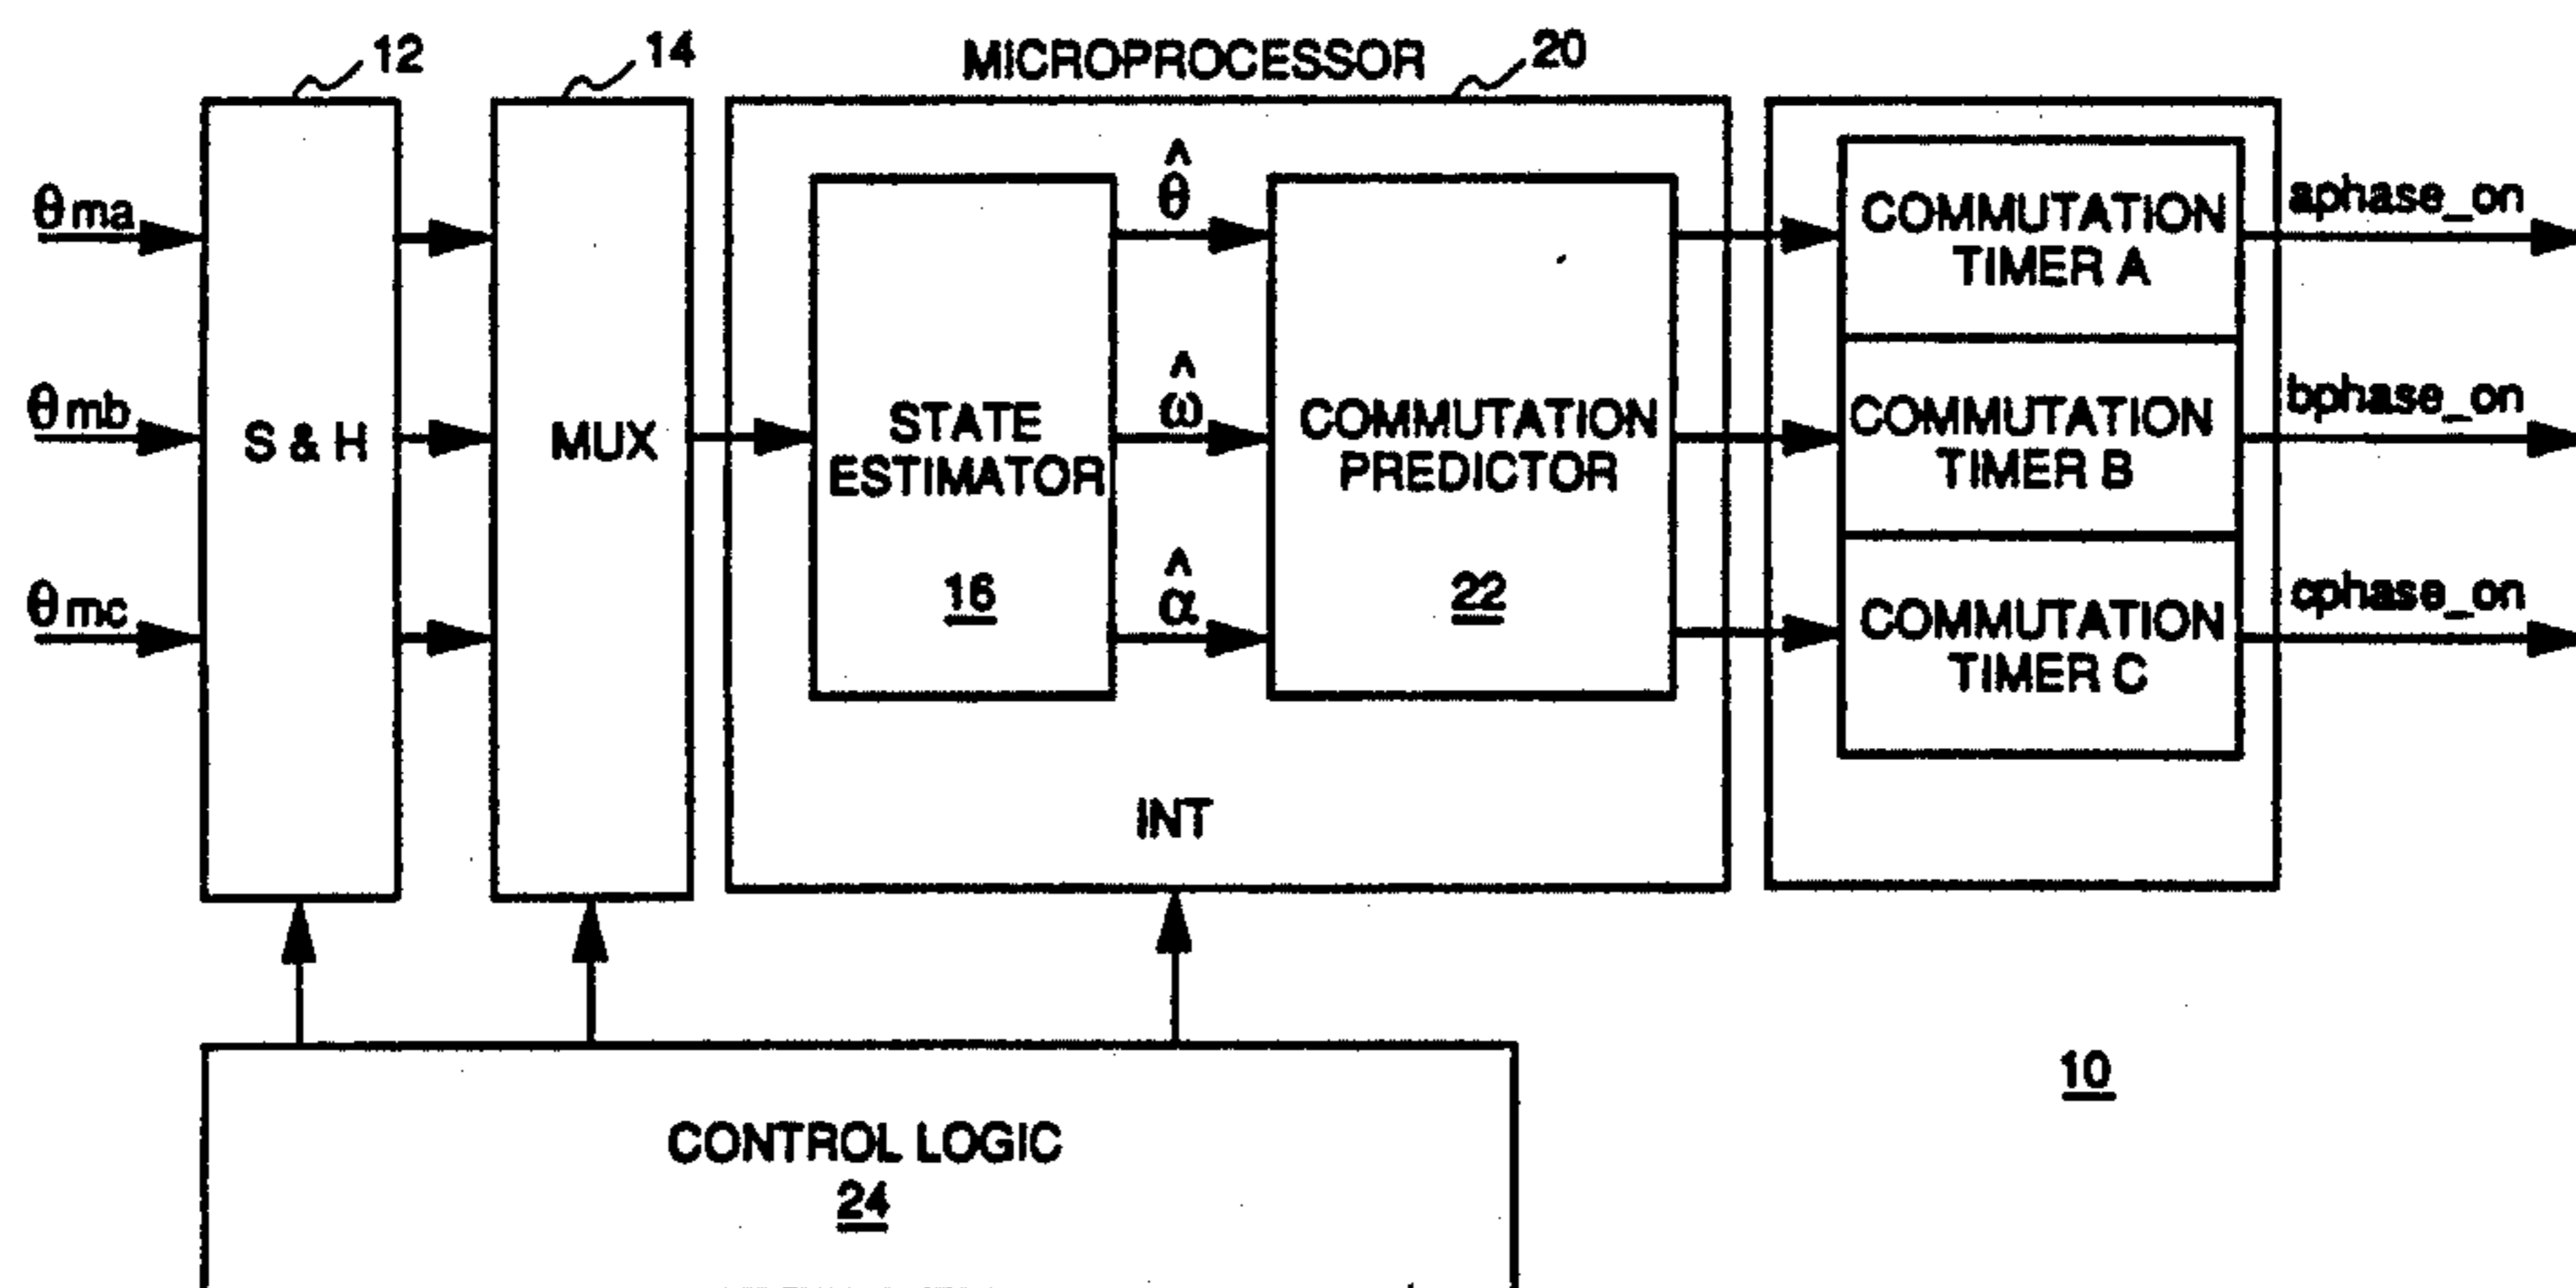 12
14
MICROPROCESSOR
20
θma
θmb
θmc
S & H
MUX
STATE
ESTIMATOR
16
θ̂
ω̂
α̂
COMMUTATION
PREDICTOR
22
INT
COMMUTATION
TIMER A
COMMUTATION
TIMER B
COMMUTATION
TIMER C
aphase_on
bphase_on
cphase_on
CONTROL LOGIC
24
10